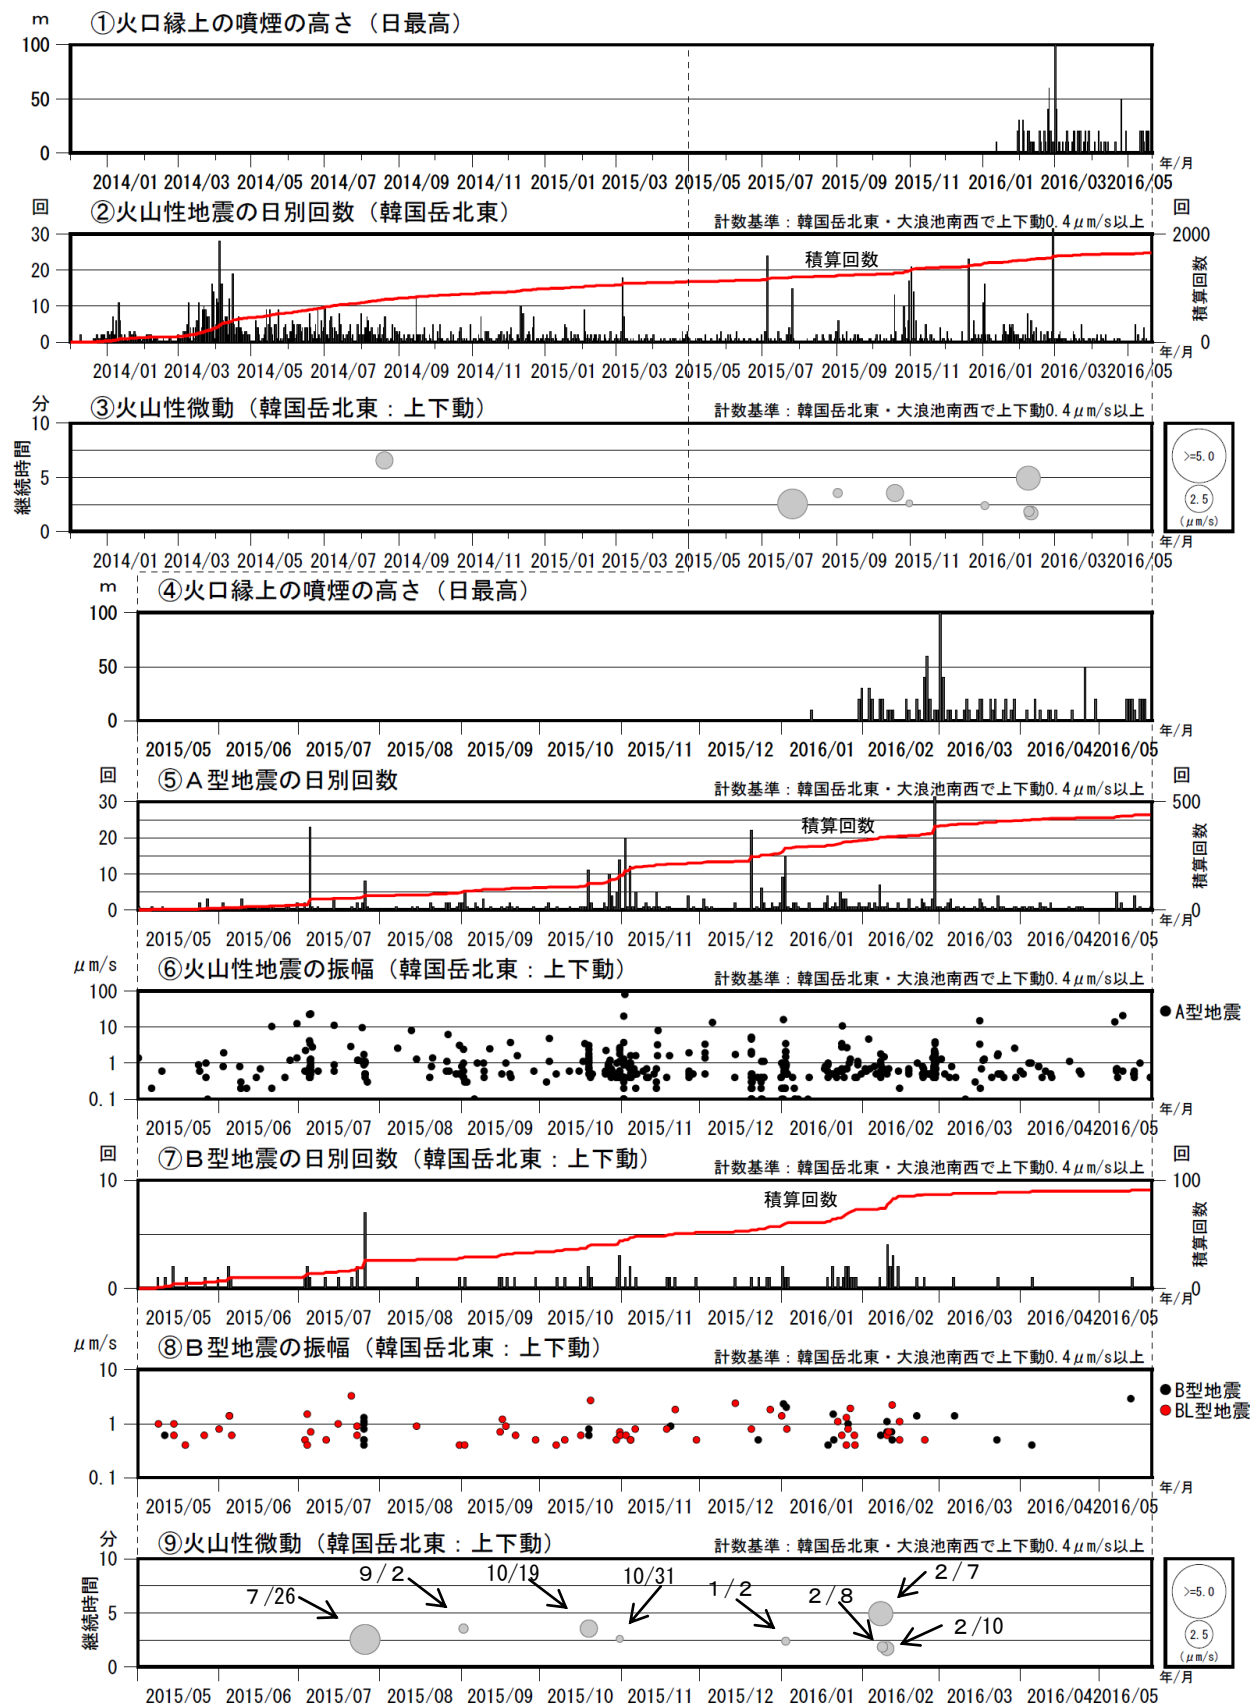 m ①火口縁上の噴煙の高さ（日最高）
100
50
0
年/月
2014/01 2014/03 2014/05 2014/07 2014/09 2014/11 2015/01 2015/03 2015/05 2015/07 2015/09 2015/11 2016/01 2016/03 2016/05
回 ②火山性地震の日別回数（韓国岳北東） 計数基準：韓国岳北東・大浪池南西で上下動0.4μm/s以上 回
30 2000
積算回数
20
10
積算回数
0 0
年/月
2014/01 2014/03 2014/05 2014/07 2014/09 2014/11 2015/01 2015/03 2015/05 2015/07 2015/09 2015/11 2016/01 2016/03 2016/05
分 ③火山性微動（韓国岳北東：上下動） 計数基準：韓国岳北東・大浪池南西で上下動0.4μm/s以上
10
5
0
継続時間
>=5.0
2.5
(μm/s)
年/月
2014/01 2014/03 2014/05 2014/07 2014/09 2014/11 2015/01 2015/03 2015/05 2015/07 2015/09 2015/11 2016/01 2016/03 2016/05
m ④火口縁上の噴煙の高さ（日最高）
100
50
0
年/月
2015/05 2015/06 2015/07 2015/08 2015/09 2015/10 2015/11 2015/12 2016/01 2016/02 2016/03 2016/04 2016/05
回 ⑤Ａ型地震の日別回数 計数基準：韓国岳北東・大浪池南西で上下動0.4μm/s以上 回
30 500
積算回数
20
10
積算回数
0 0
年/月
2015/05 2015/06 2015/07 2015/08 2015/09 2015/10 2015/11 2015/12 2016/01 2016/02 2016/03 2016/04 2016/05
μm/s ⑥火山性地震の振幅（韓国岳北東：上下動） 計数基準：韓国岳北東・大浪池南西で上下動0.4μm/s以上
100
A型地震
10
1
0.1
年/月
2015/05 2015/06 2015/07 2015/08 2015/09 2015/10 2015/11 2015/12 2016/01 2016/02 2016/03 2016/04 2016/05
回 ⑦Ｂ型地震の日別回数（韓国岳北東：上下動） 計数基準：韓国岳北東・大浪池南西で上下動0.4μm/s以上 回
10 100
積算回数
積算回数
0 0
年/月
2015/05 2015/06 2015/07 2015/08 2015/09 2015/10 2015/11 2015/12 2016/01 2016/02 2016/03 2016/04 2016/05
μm/s ⑧Ｂ型地震の振幅（韓国岳北東：上下動） 計数基準：韓国岳北東・大浪池南西で上下動0.4μm/s以上
10
B型地震
BL型地震
1
0.1
年/月
2015/05 2015/06 2015/07 2015/08 2015/09 2015/10 2015/11 2015/12 2016/01 2016/02 2016/03 2016/04 2016/05
分 ⑨火山性微動（韓国岳北東：上下動） 計数基準：韓国岳北東・大浪池南西で上下動0.4μm/s以上
10
7/26 9/2 10/19 10/31 1/2 2/8 2/7 2/10
5
0
継続時間
>=5.0
2.5
(μm/s)
年/月
2015/05 2015/06 2015/07 2015/08 2015/09 2015/10 2015/11 2015/12 2016/01 2016/02 2016/03 2016/04 2016/05